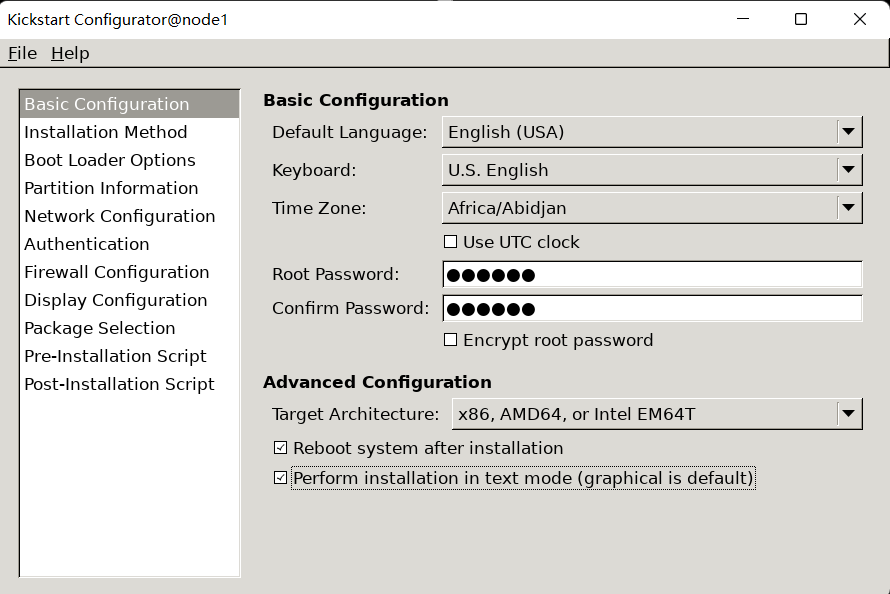 Kickstart Configurator@node1
File Help
Basic Configuration
Installation Method
Boot Loader Options
Partition Information
Network Configuration
Authentication
Firewall Configuration
Display Configuration
Package Selection
Pre-Installation Script
Post-Installation Script
Basic Configuration
Default Language: English (USA)
Keyboard: U.S. English
Time Zone: Africa/Abidjan
Use UTC clock
Root Password: ●●●●●●
Confirm Password: ●●●●●●
Encrypt root password
Advanced Configuration
Target Architecture: x86, AMD64, or Intel EM64T
Reboot system after installation
Perform installation in text mode (graphical is default)